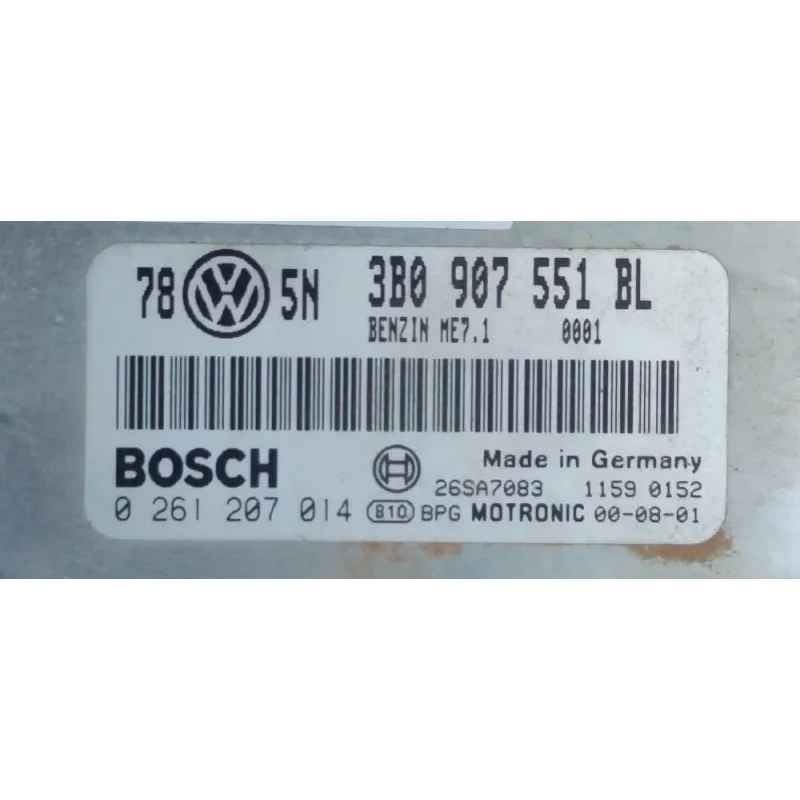 78 VW 5N 3B0 907 551 BL
BENZIN ME7.1 0001
BOSCH Made in Germany
26SA7083 1159 0152
0 261 207 014 810 BPG MOTRONIC 00-08-01